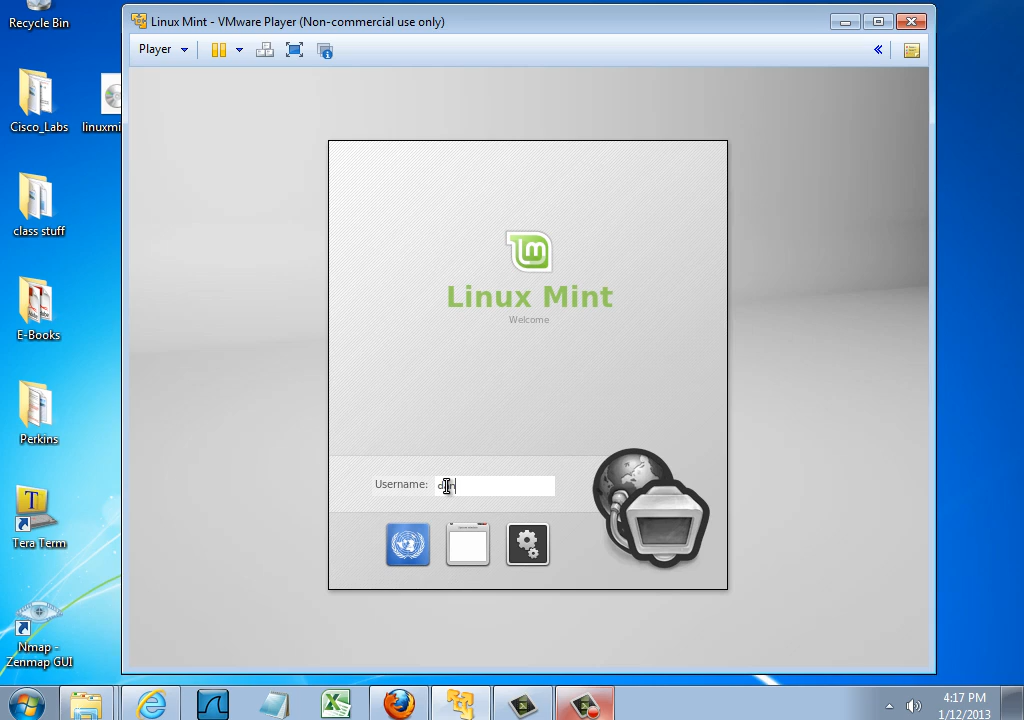 Recycle Bin
Linux Mint - VMware Player (Non-commercial use only)
Player
Cisco_Labs
linuxmi
class stuff
E-Books
Perkins
Tera Term
Nmap -
Zenmap GUI
Linux Mint
Welcome
Username:
4:17 PM
1/12/2013